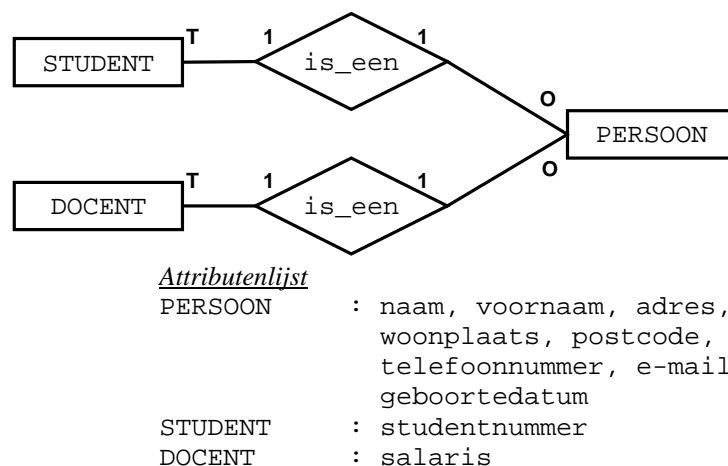 T 1 1
STUDENT is_een
O
PERSOON
O
T 1 1
DOCENT is_een
Attributenlijst
PERSOON : naam, voornaam, adres,
woonplaats, postcode,
telefoonnummer, e-mail
geboortedatum
STUDENT : studentnummer
DOCENT : salaris